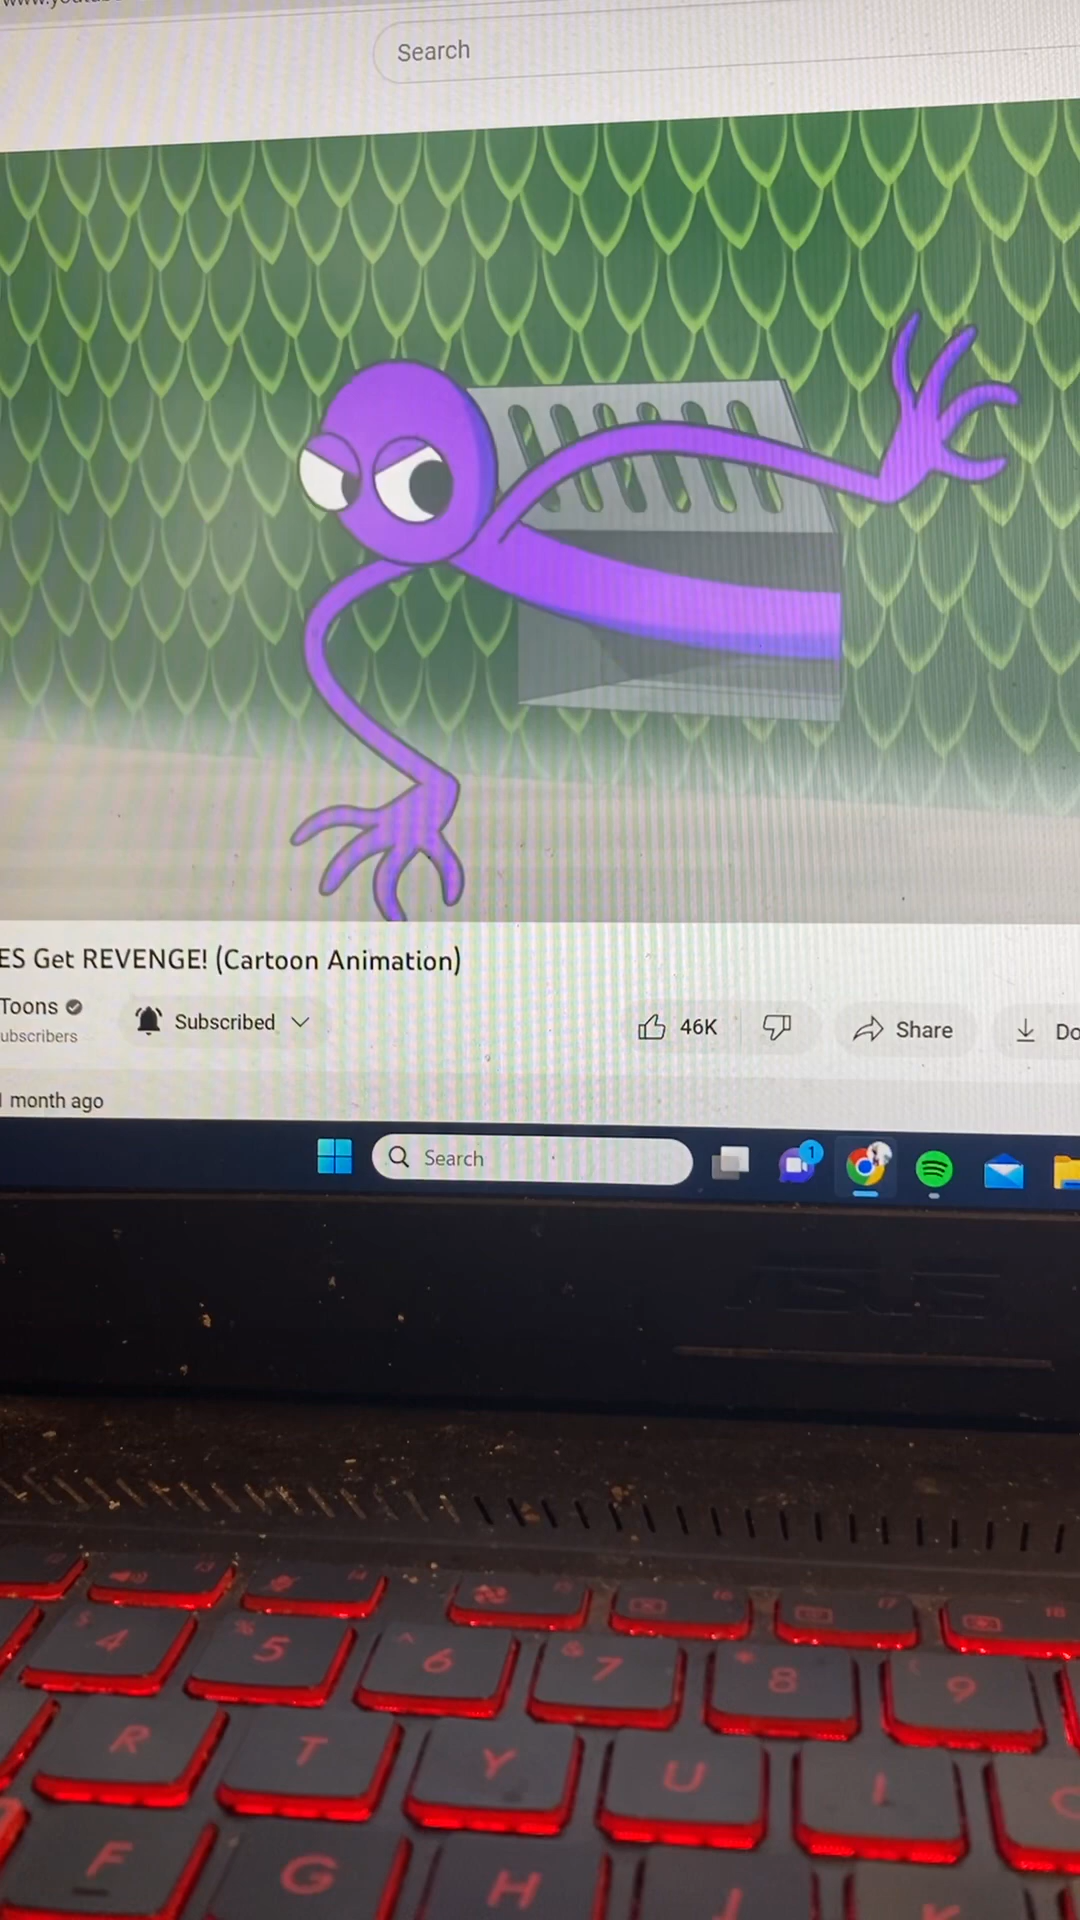 Search
ES Get REVENGE! (Cartoon Animation)
Toons
ubscribers
Subscribed
46K
Share
Do
month ago
Search
1
4
5
6
7
8
9
R
T
Y
U
I
F
G
H
J